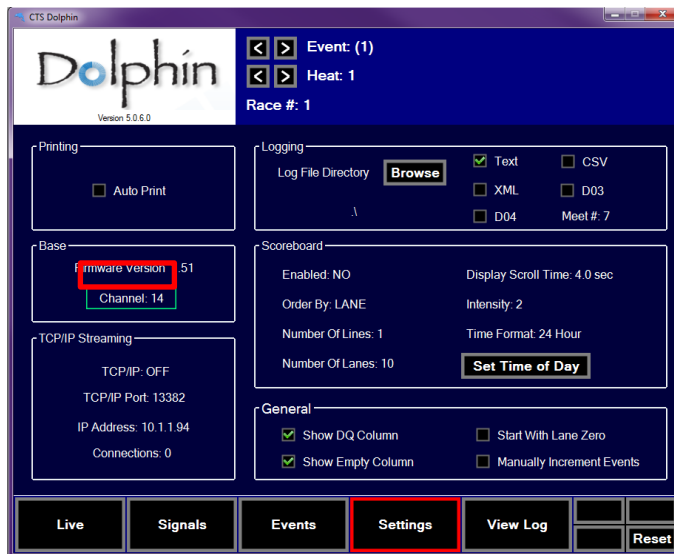 CTS Dolphin
Dolphin
Version 5.0.6.0
< > Event: (1)
< > Heat: 1
Race #: 1
Printing
Auto Print
Logging
Log File Directory Browse
.\
Text CSV
XML D03
D04 Meet #: 7
Base
Firmware Version .51
Channel: 14
Scoreboard
Enabled: NO Display Scroll Time: 4.0 sec
Order By: LANE Intensity: 2
Number Of Lines: 1 Time Format: 24 Hour
Number Of Lanes: 10 Set Time of Day
TCP/IP Streaming
TCP/IP: OFF
TCP/IP Port: 13382
IP Address: 10.1.1.94
Connections: 0
General
Show DQ Column Start With Lane Zero
Show Empty Column Manually Increment Events
Live Signals Events Settings View Log Reset